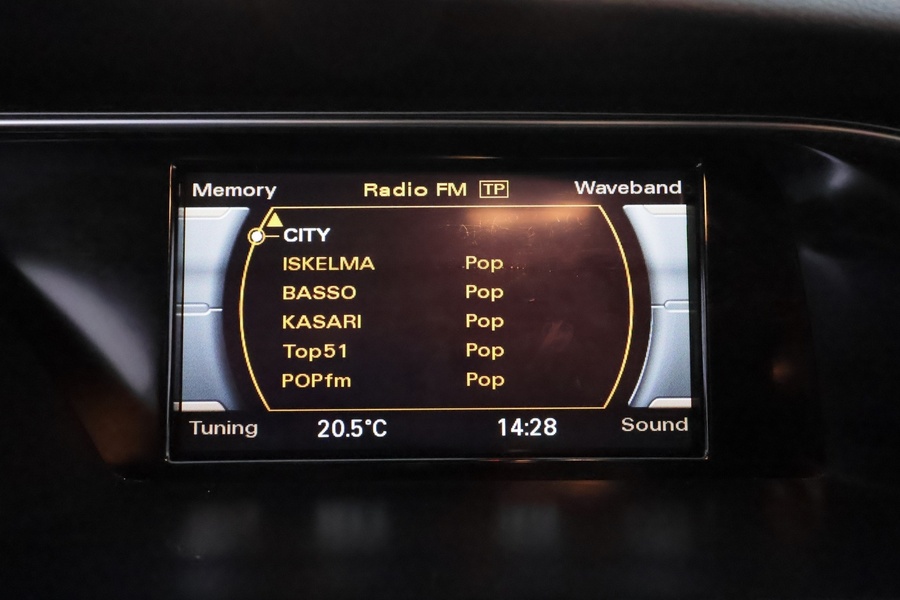 Memory Radio FM TP Waveband
CITY
ISKELMA Pop
BASSO Pop
KASARI Pop
Top51 Pop
POPfm Pop
Tuning 20.5°C 14:28 Sound